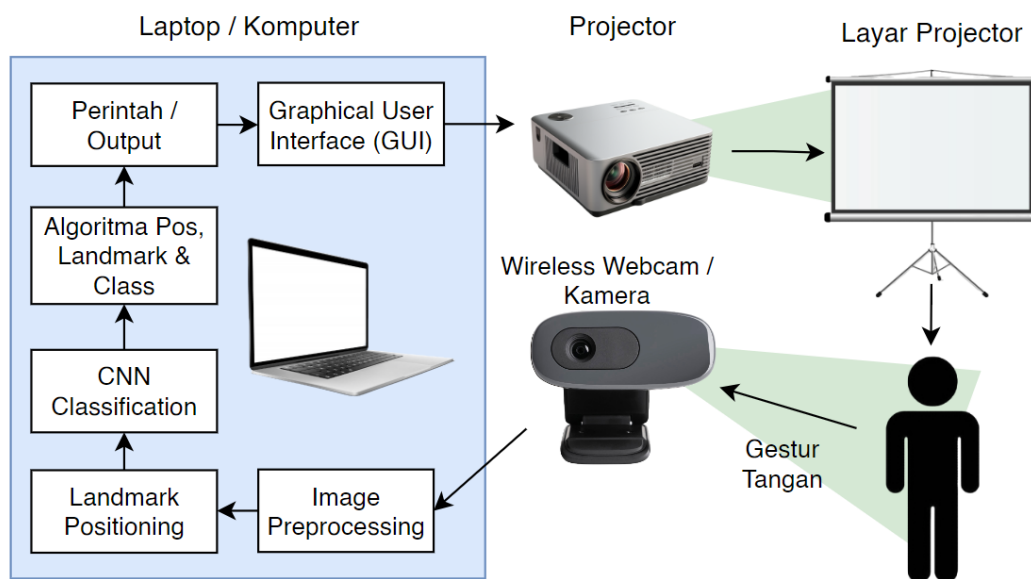 Laptop / Komputer
Projector
Layar Projector
Perintah /
Output
Graphical User
Interface (GUI)
Algoritma Pos,
Landmark &
Class
Wireless Webcam /
Kamera
CNN
Classification
Gestur
Tangan
Landmark
Positioning
Image
Preprocessing